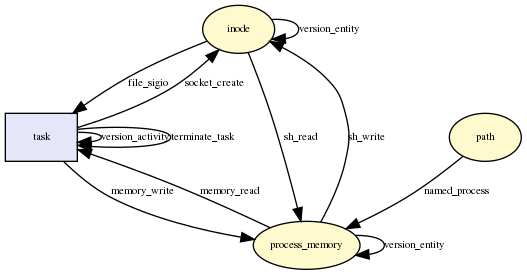 inode
version_entity
file_sigio
socket_create
task
version_activity
terminate_task
sh_read
sh_write
path
memory_write
memory_read
named_process
process_memory
version_entity